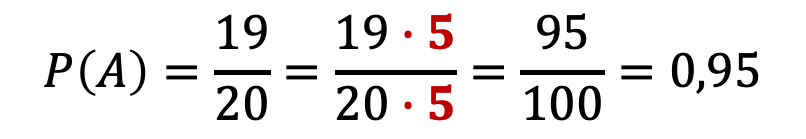 P(A) = 19/20 = 19 · 5/20 · 5 = 95/100 = 0,95